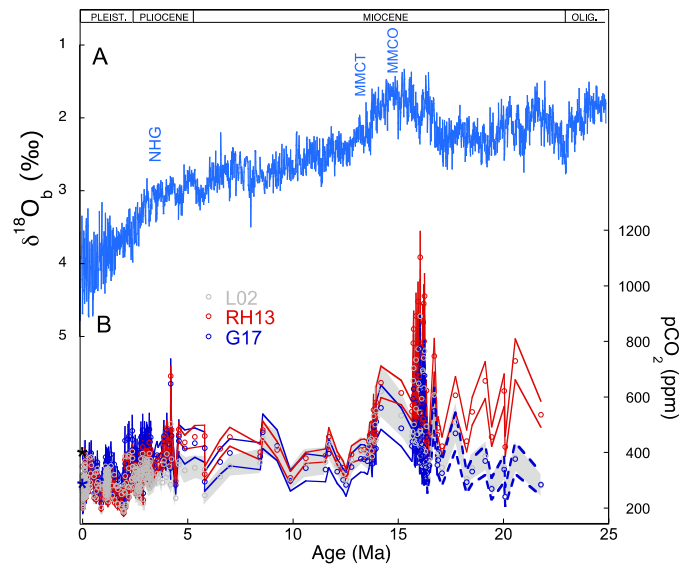 PLEIST. PLIOCENE MIOCENE OLIG.
A
NHG
MMCT
MMCO
1
2
3
4
5
δ18Ob (‰)
B
L02
RH13
G17
1200
1000
800
600
400
200
pCO2 (ppm)
* *
0 5 10 15 20 25
Age (Ma)